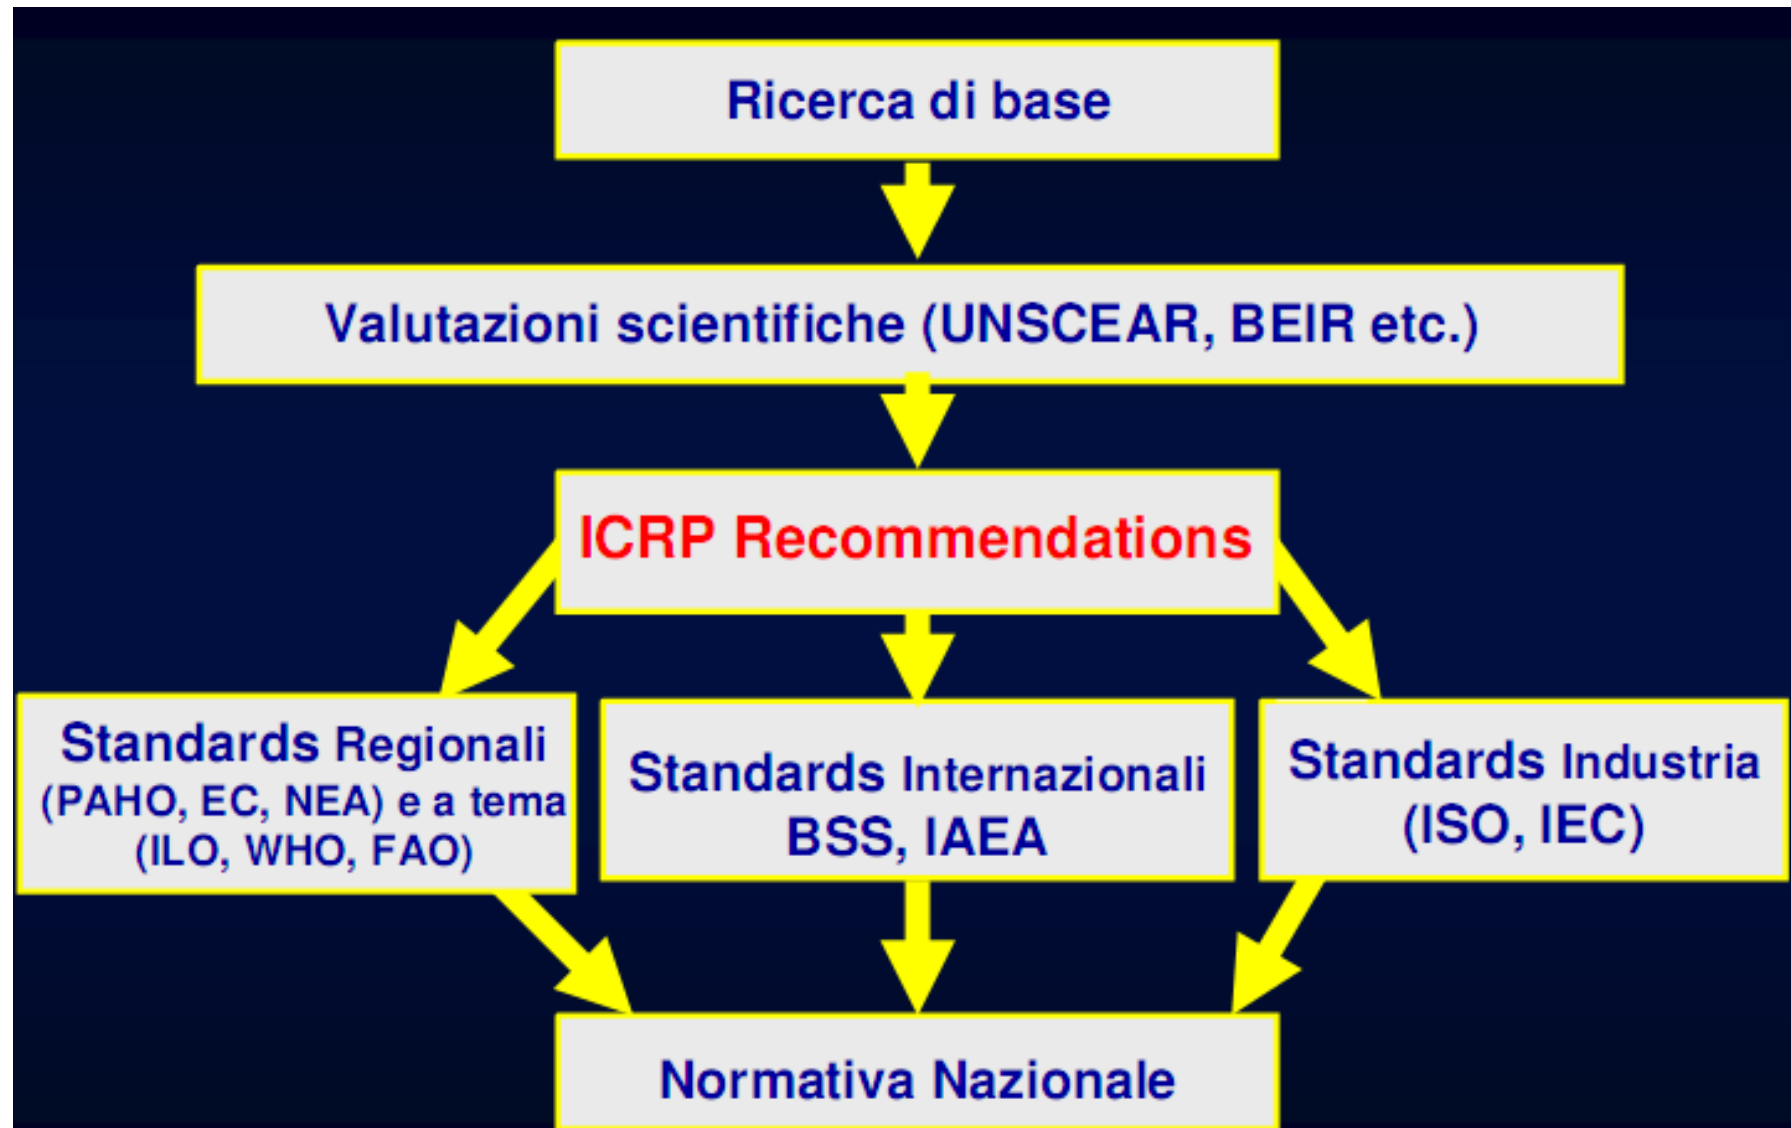 Ricerca di base
Valutazioni scientifiche (UNSCEAR, BEIR etc.)
ICRP Recommendations
Standards Regionali
(PAHO, EC, NEA) e a tema
(ILO, WHO, FAO)
Standards Internazionali
BSS, IAEA
Standards Industria
(ISO, IEC)
Normativa Nazionale